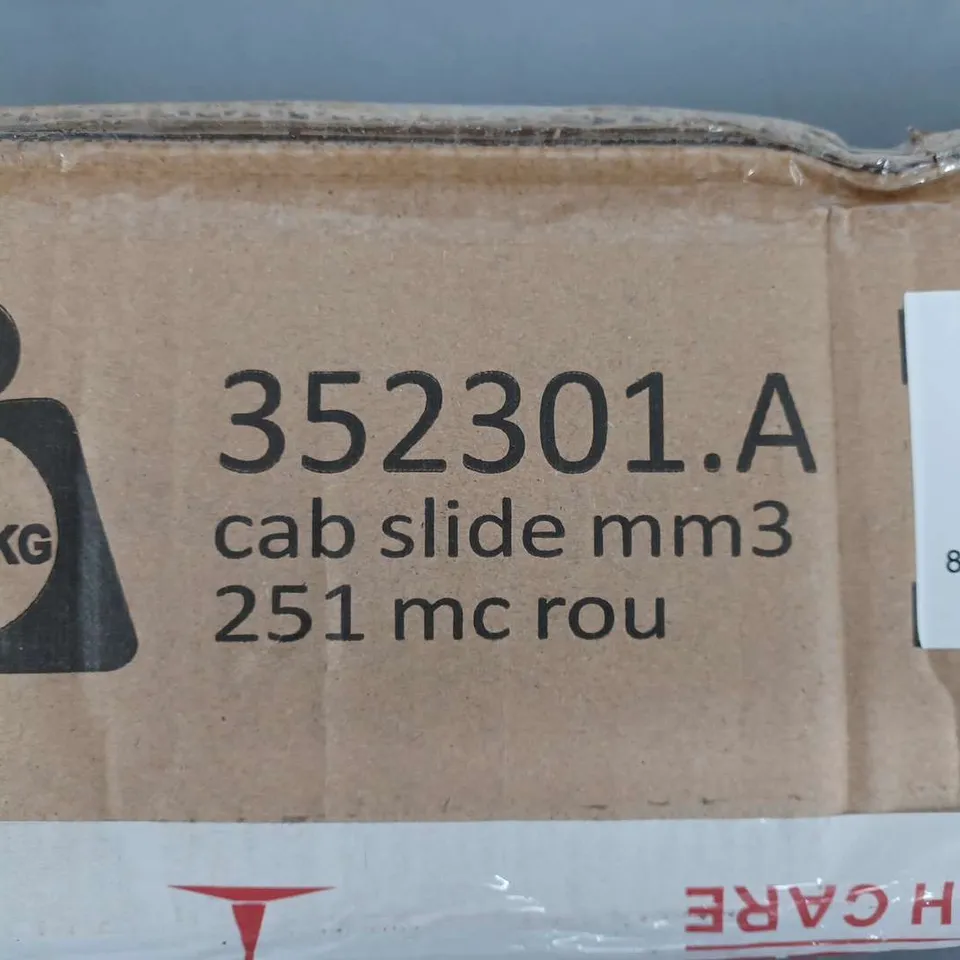 352301.A
cab slide mm3
251 mc rou
KG
8
H CARE